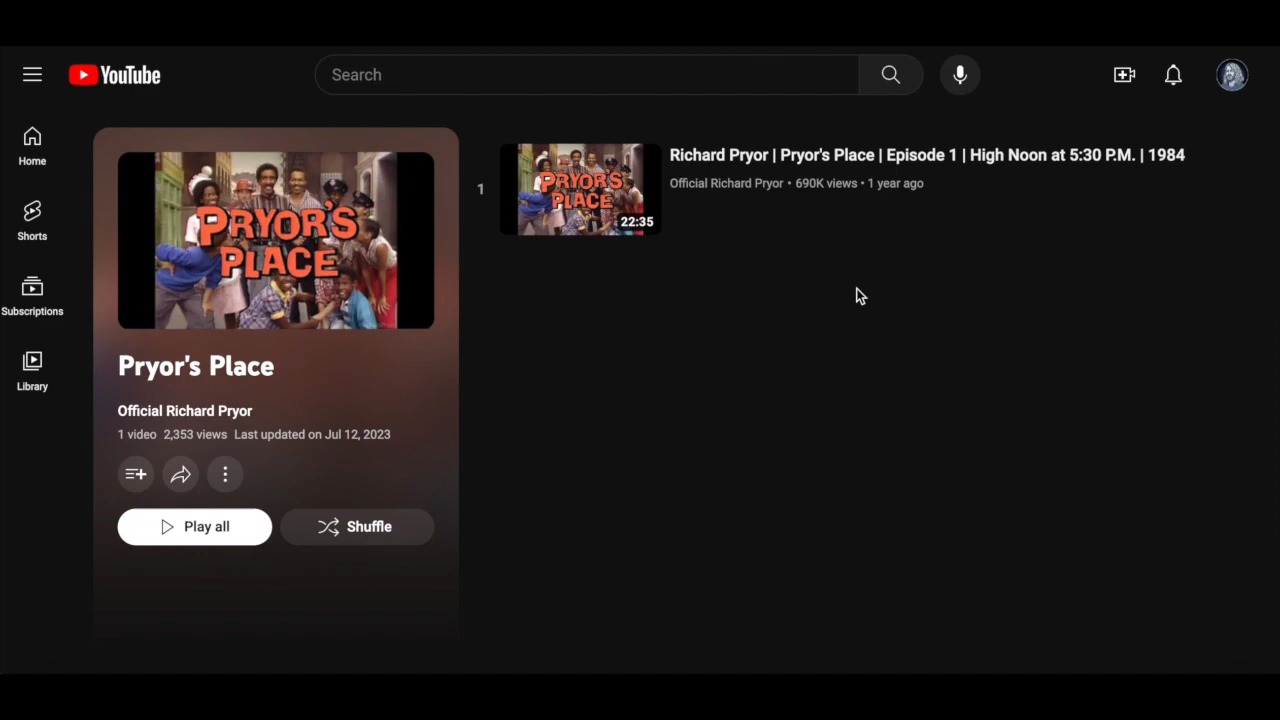 YouTube
Search
Home
Shorts
Subscriptions
Library
PRYOR'S
PLACE
Pryor's Place
Official Richard Pryor
1 video 2,353 views Last updated on Jul 12, 2023
Play all
Shuffle
1
PRYOR'S
PLACE
22:35
Richard Pryor | Pryor's Place | Episode 1 | High Noon at 5:30 P.M. | 1984
Official Richard Pryor • 690K views • 1 year ago